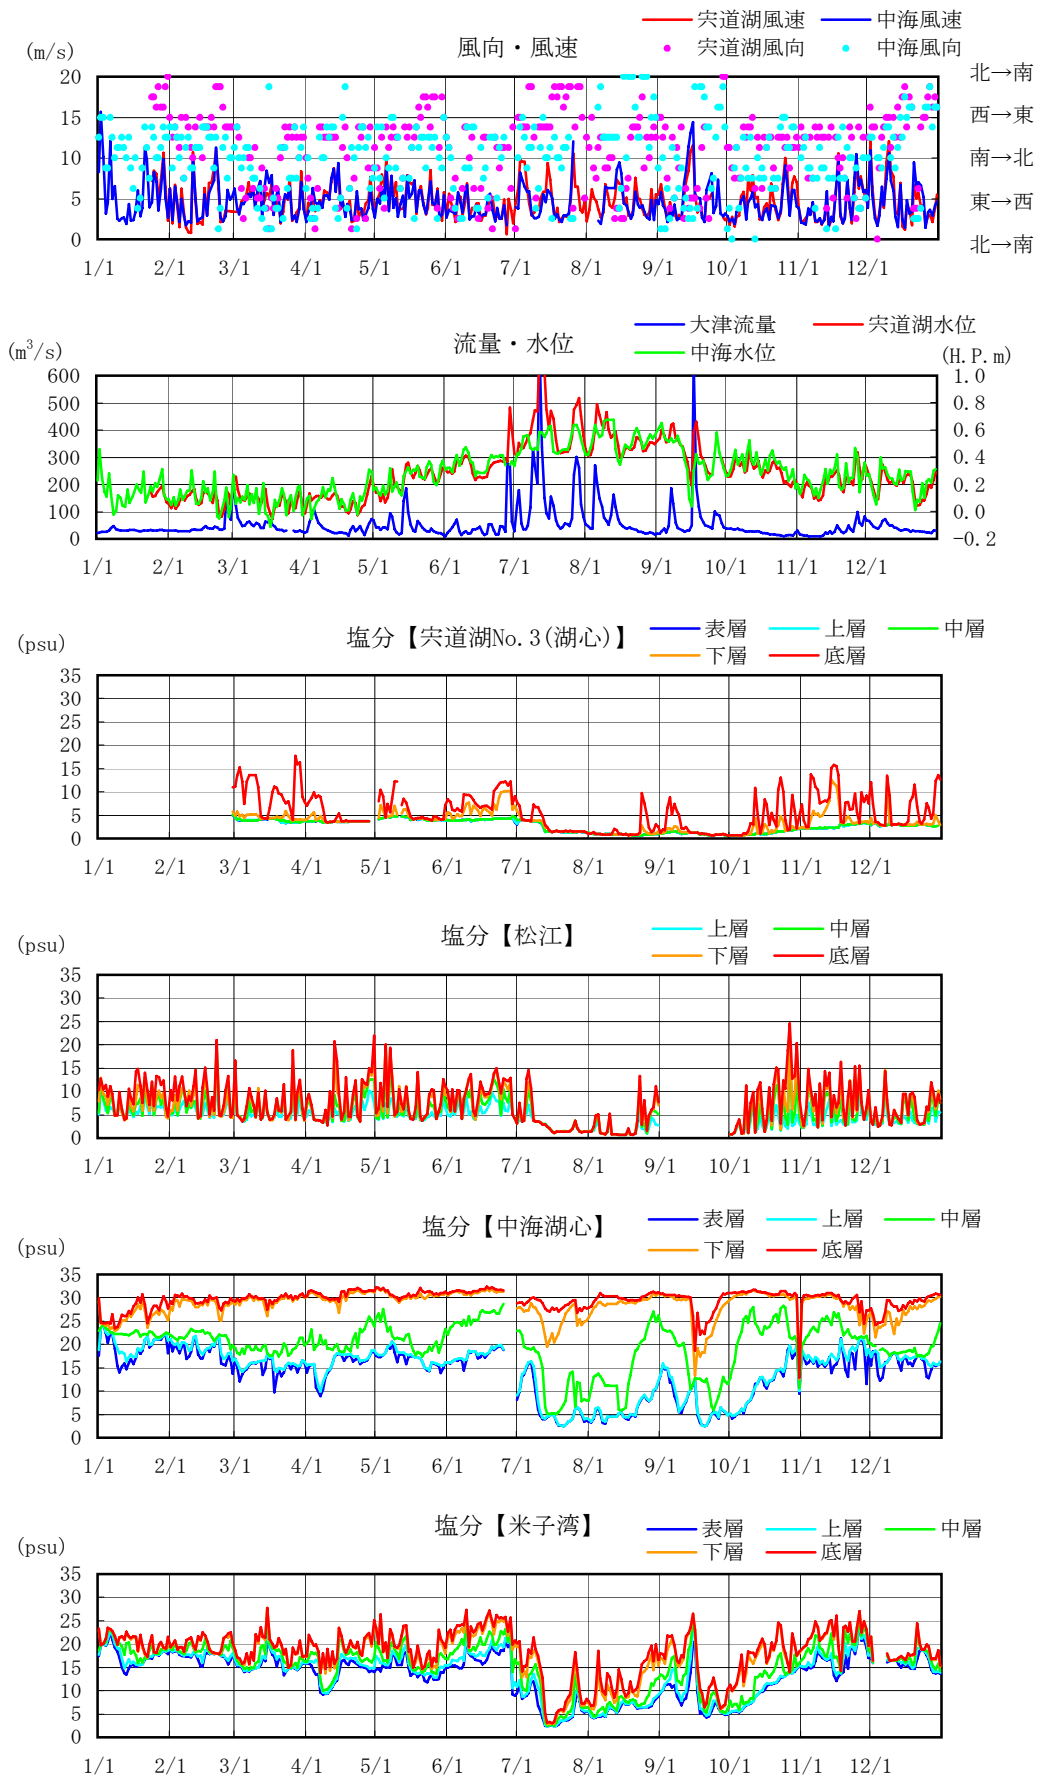 宍道湖風速 中海風速
(m/s) 風向・風速 宍道湖風向 中海風向
20 北→南
15 西→東
10 南→北
5 東→西
0 北→南
1/1 2/1 3/1 4/1 5/1 6/1 7/1 8/1 9/1 10/1 11/1 12/1
大津流量 宍道湖水位
(m³/s) 流量・水位 中海水位 (H.P.m)
600 1.0
500 0.8
400 0.6
300 0.4
200 0.2
100 0.0
0 -0.2
1/1 2/1 3/1 4/1 5/1 6/1 7/1 8/1 9/1 10/1 11/1 12/1
(psu) 塩分【宍道湖No.3(湖心)】 表層 上層 中層
下層 底層
35
30
25
20
15
10
5
0
1/1 2/1 3/1 4/1 5/1 6/1 7/1 8/1 9/1 10/1 11/1 12/1
(psu) 塩分【松江】 上層 中層
下層 底層
35
30
25
20
15
10
5
0
1/1 2/1 3/1 4/1 5/1 6/1 7/1 8/1 9/1 10/1 11/1 12/1
(psu) 塩分【中海湖心】 表層 上層 中層
下層 底層
35
30
25
20
15
10
5
0
1/1 2/1 3/1 4/1 5/1 6/1 7/1 8/1 9/1 10/1 11/1 12/1
(psu) 塩分【米子湾】 表層 上層 中層
下層 底層
35
30
25
20
15
10
5
0
1/1 2/1 3/1 4/1 5/1 6/1 7/1 8/1 9/1 10/1 11/1 12/1